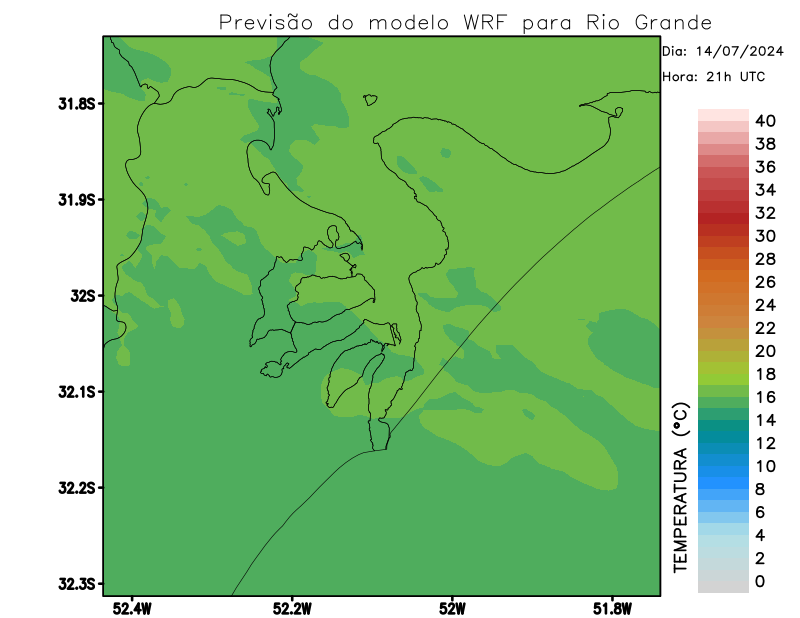 Previsão do modelo WRF para Rio Grande
Dia: 14/07/2024
Hora: 21h UTC
31.8S
31.9S
32S
32.1S
32.2S
32.3S
52.4W
52.2W
52W
51.8W
40
38
36
34
32
30
28
26
24
22
20
18
16
14
12
10
8
6
4
2
0
TEMPERATURA (°C)